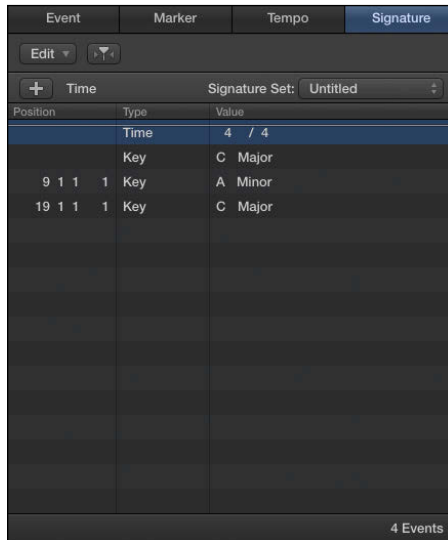 Event Marker Tempo Signature
Edit
Time Signature Set: Untitled
Position Type Value
Time 4 / 4
Key C Major
9 1 1 1 Key A Minor
19 1 1 1 Key C Major
4 Events